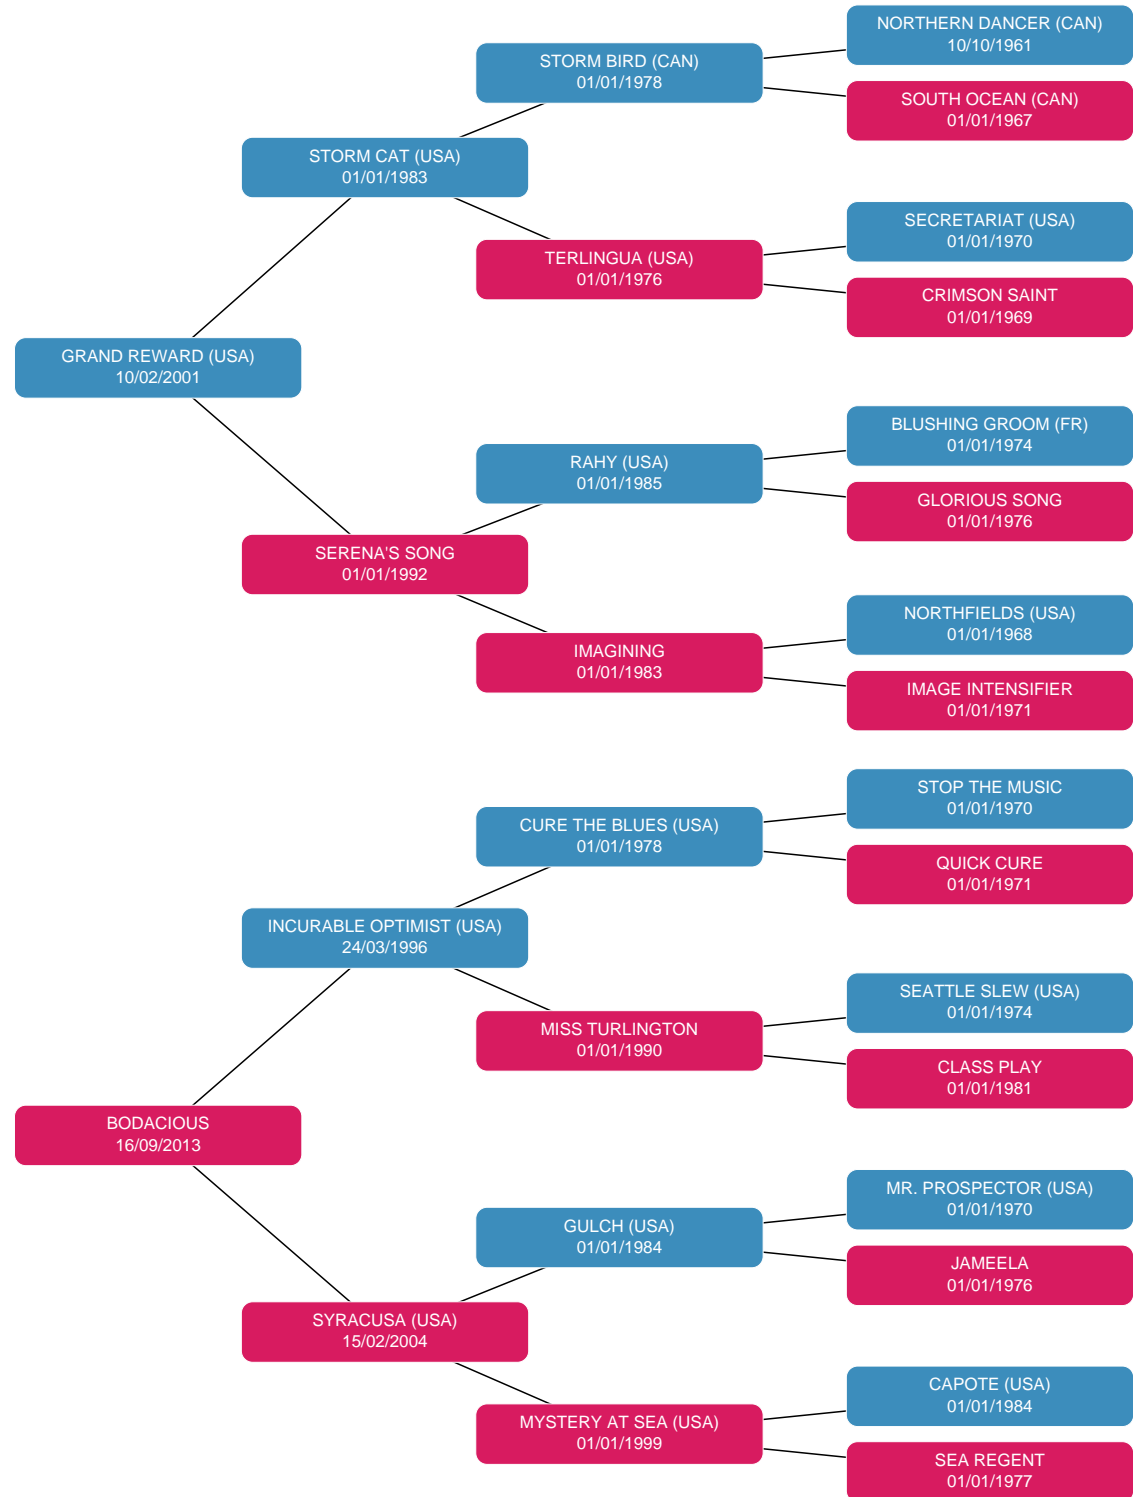 NORTHERN DANCER (CAN)
10/10/1961
STORM BIRD (CAN)
01/01/1978
SOUTH OCEAN (CAN)
01/01/1967
STORM CAT (USA)
01/01/1983
SECRETARIAT (USA)
01/01/1970
TERLINGUA (USA)
01/01/1976
CRIMSON SAINT
01/01/1969
GRAND REWARD (USA)
10/02/2001
BLUSHING GROOM (FR)
01/01/1974
RAHY (USA)
01/01/1985
GLORIOUS SONG
01/01/1976
SERENA'S SONG
01/01/1992
NORTHFIELDS (USA)
01/01/1968
IMAGINING
01/01/1983
IMAGE INTENSIFIER
01/01/1971
STOP THE MUSIC
01/01/1970
CURE THE BLUES (USA)
01/01/1978
QUICK CURE
01/01/1971
INCURABLE OPTIMIST (USA)
24/03/1996
SEATTLE SLEW (USA)
01/01/1974
MISS TURLINGTON
01/01/1990
CLASS PLAY
01/01/1981
BODACIOUS
16/09/2013
MR. PROSPECTOR (USA)
01/01/1970
GULCH (USA)
01/01/1984
JAMEELA
01/01/1976
SYRACUSA (USA)
15/02/2004
CAPOTE (USA)
01/01/1984
MYSTERY AT SEA (USA)
01/01/1999
SEA REGENT
01/01/1977